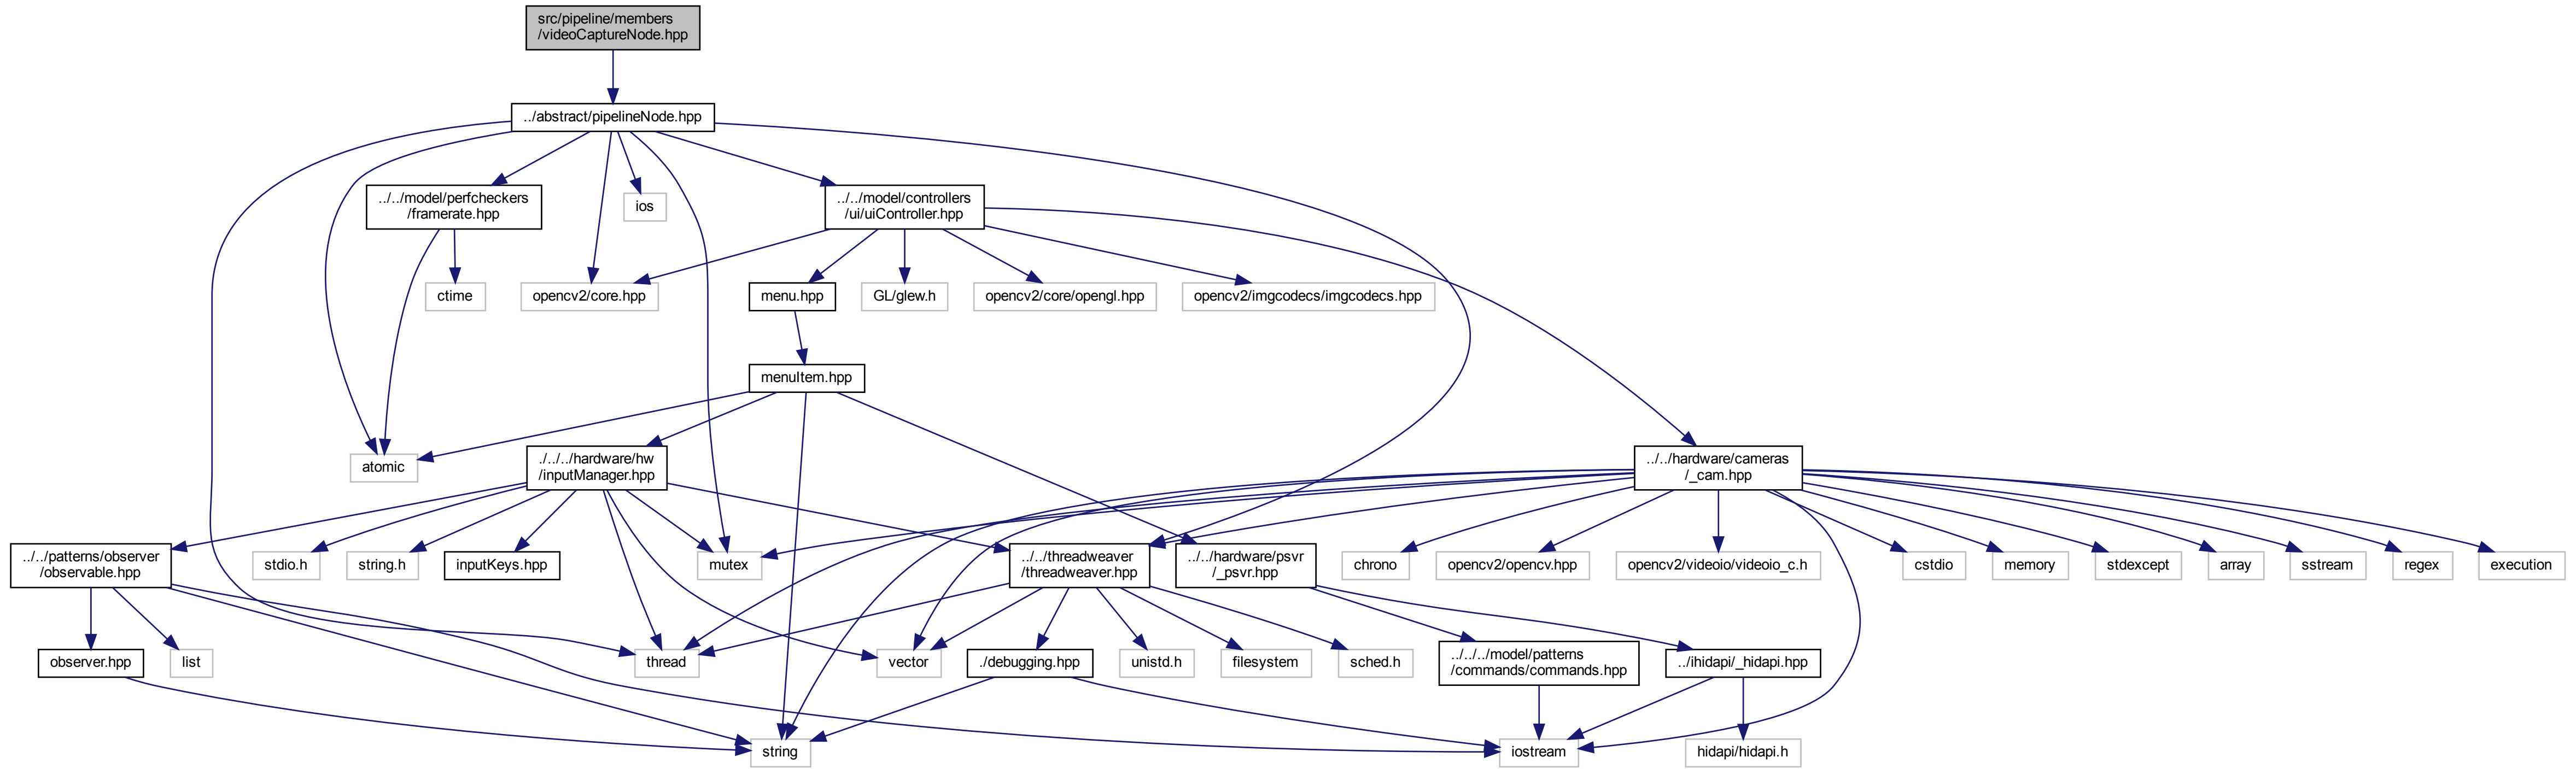 src/pipeline/members
/videoCaptureNode.hpp
../abstract/pipelineNode.hpp
../../model/perfcheckers
/framerate.hpp
ios
../../model/controllers
/ui/uiController.hpp
ctime
opencv2/core.hpp
menu.hpp
GL/glew.h
opencv2/core/opengl.hpp
opencv2/imgcodecs/imgcodecs.hpp
menuItem.hpp
atomic
./../../hardware/hw
/inputManager.hpp
../../hardware/cameras
/_cam.hpp
../../patterns/observer
/observable.hpp
stdio.h
string.h
inputKeys.hpp
mutex
../../threadweaver
/threadweaver.hpp
../../hardware/psvr
/_psvr.hpp
chrono
opencv2/opencv.hpp
opencv2/videoio/videoio_c.h
cstdio
memory
stdexcept
array
sstream
regex
execution
observer.hpp
list
thread
vector
./debugging.hpp
unistd.h
filesystem
sched.h
../../../model/patterns
/commands/commands.hpp
../ihidapi/_hidapi.hpp
string
iostream
hidapi/hidapi.h